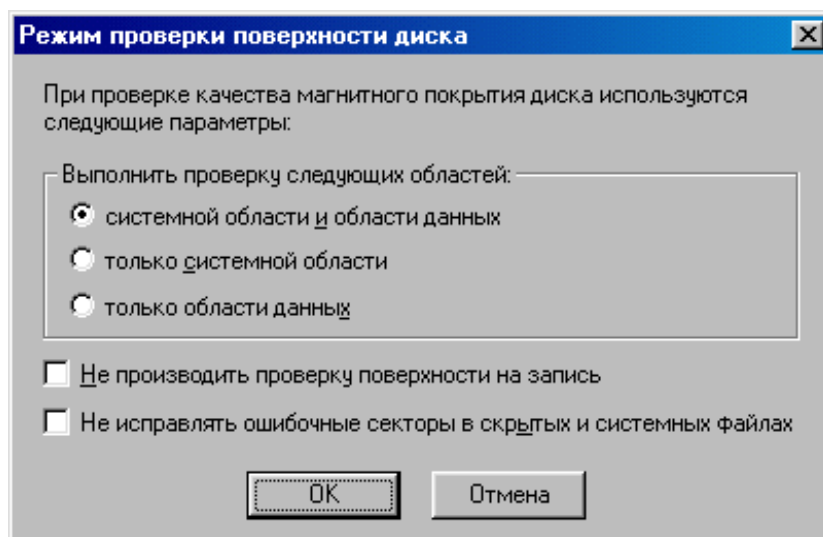 Режим проверки поверхности диска
При проверке качества магнитного покрытия диска используются
следующие параметры:
Выполнить проверку следующих областей:
системной области и области данных
только системной области
только области данных
Не производить проверку поверхности на запись
Не исправлять ошибочные секторы в скрытых и системных файлах
OK Отмена